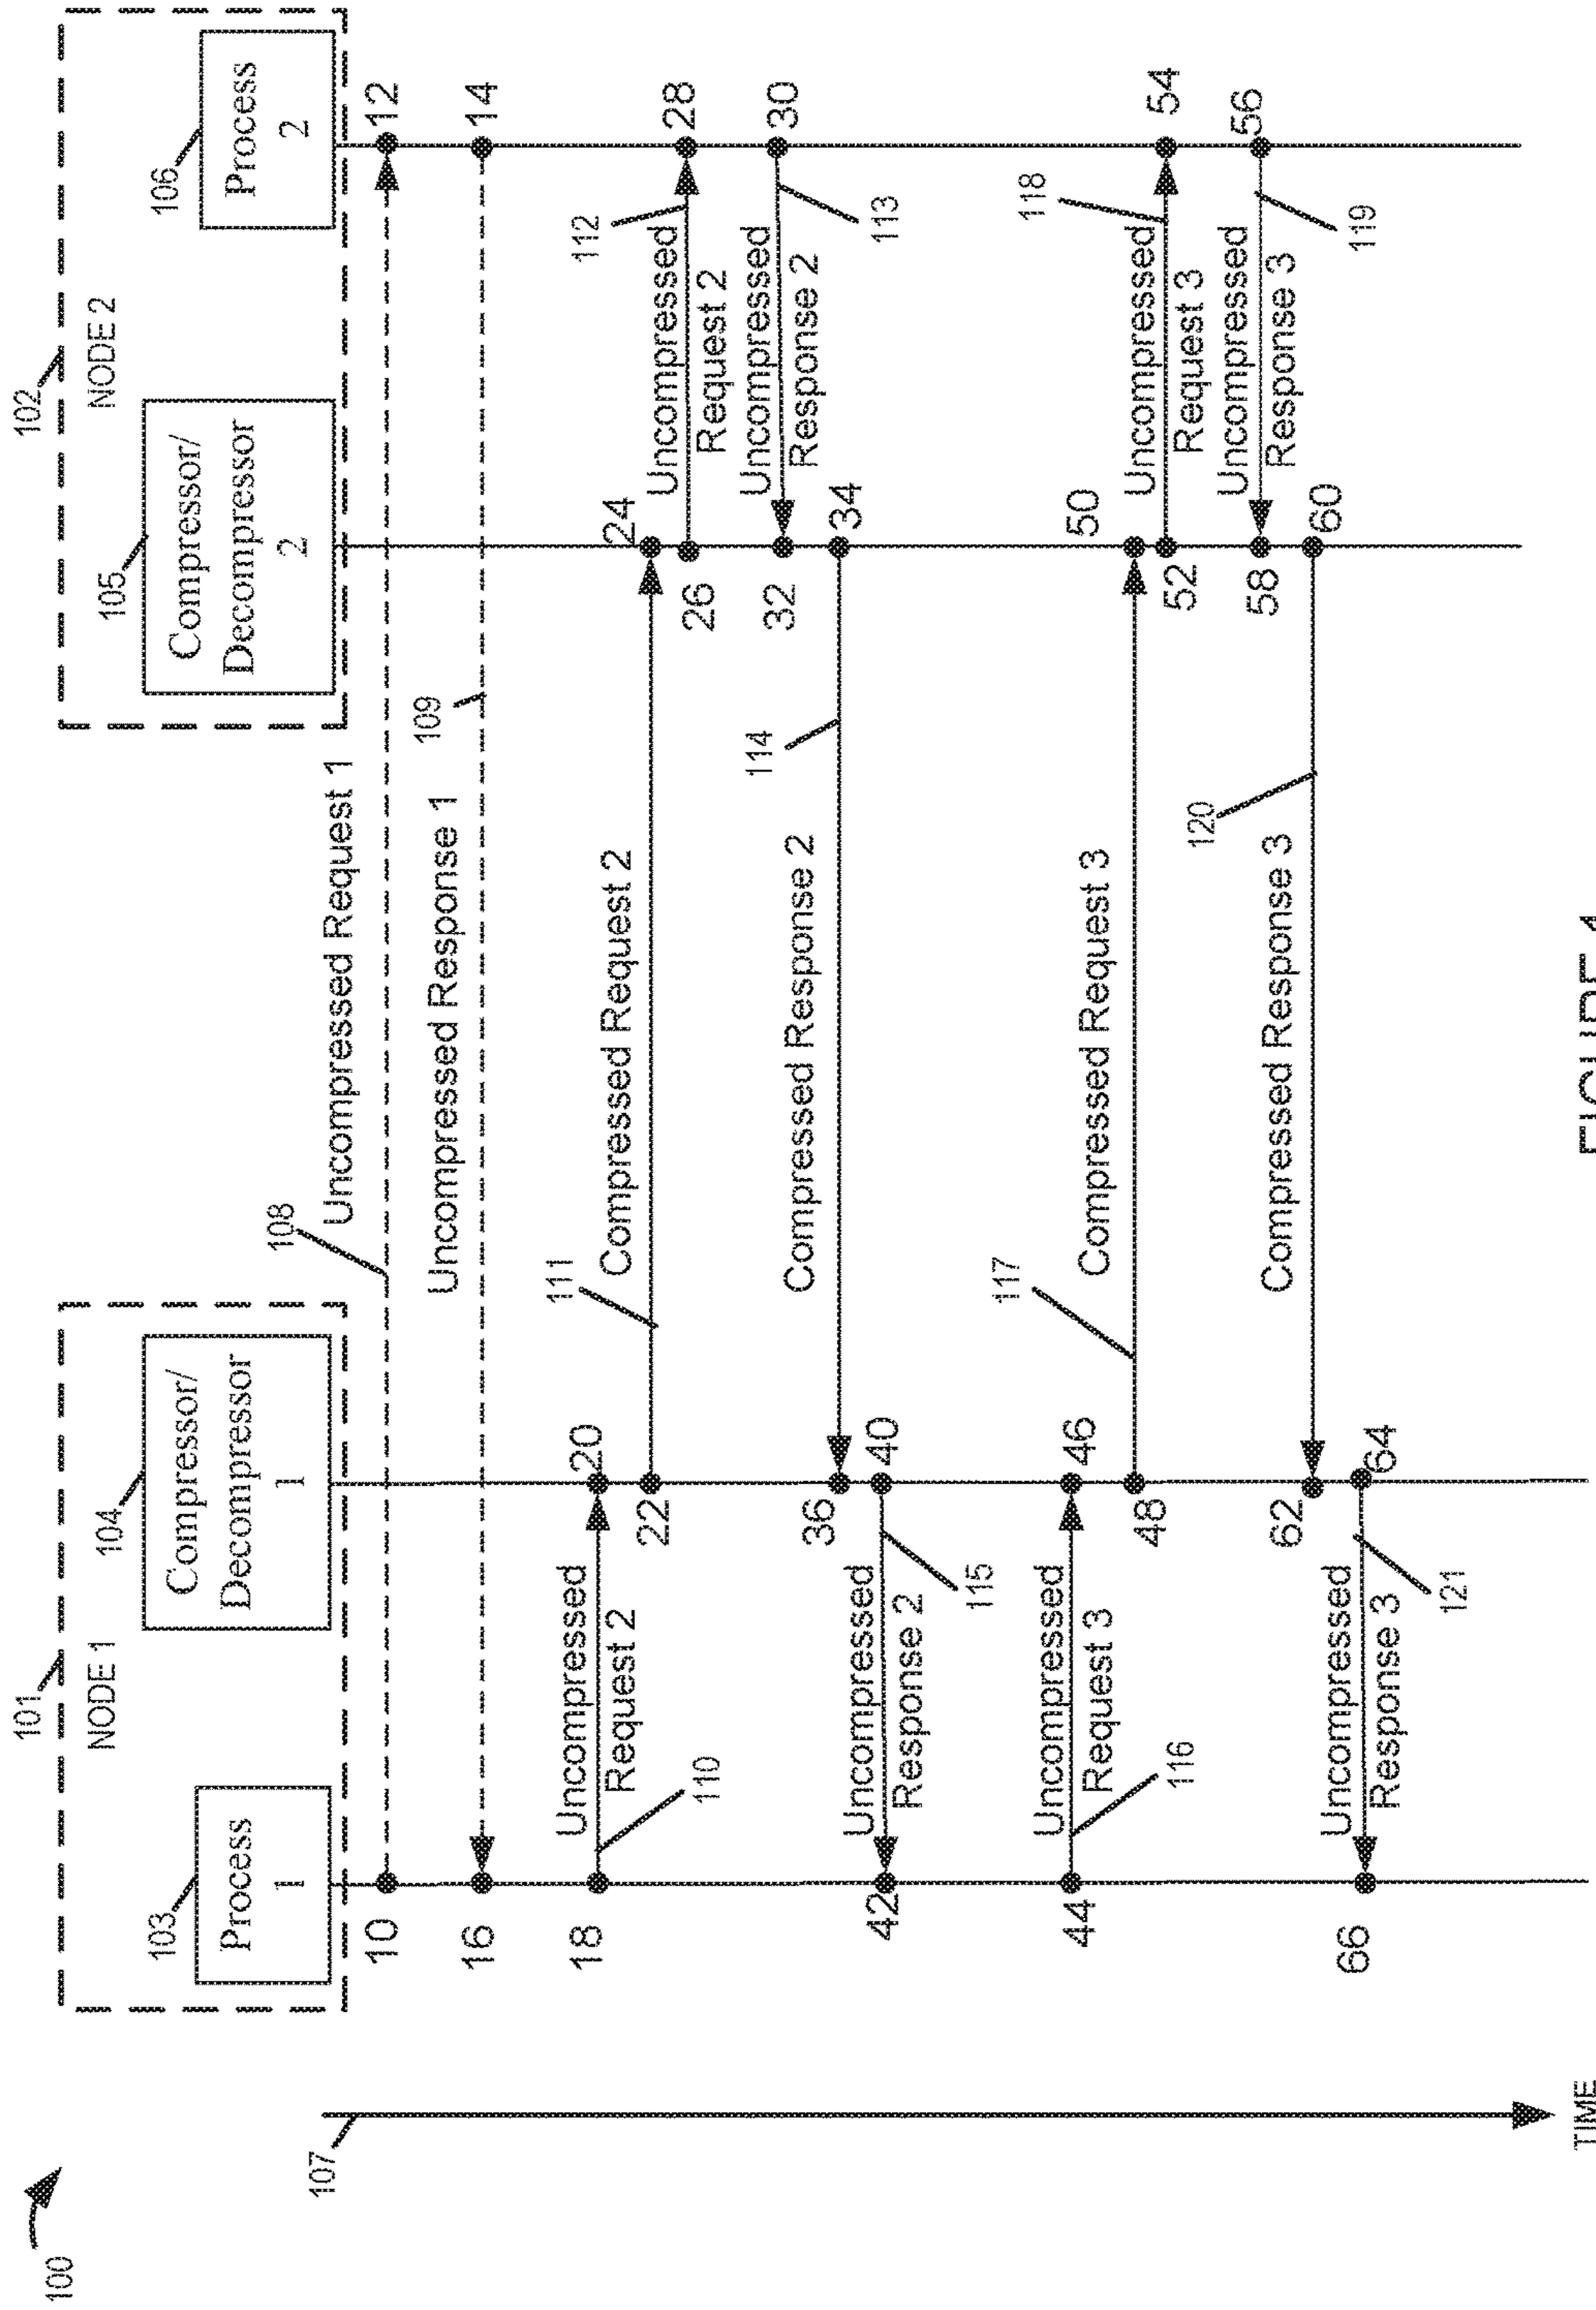 100
101
102
NODE 1
NODE 2
103
104
105
106
Process
1
Compressor/
Decompressor
1
Compressor/
Decompressor
2
Process
2
107
108
Uncompressed Request 1
10
12
Uncompressed Response 1
109
16
14
Uncompressed
Request 2
18
20
110
111
Compressed Request 2
22
24
112
Uncompressed
Request 2
26
28
Uncompressed
Response 2
32
30
113
114
Compressed Response 2
36
34
Uncompressed
Response 2
42
40
115
Uncompressed
Request 3
44
46
116
117
Compressed Request 3
48
50
118
Uncompressed
Request 3
52
54
Uncompressed
Response 3
58
56
119
120
Compressed Response 3
62
60
Uncompressed
Response 3
66
64
121
TIME